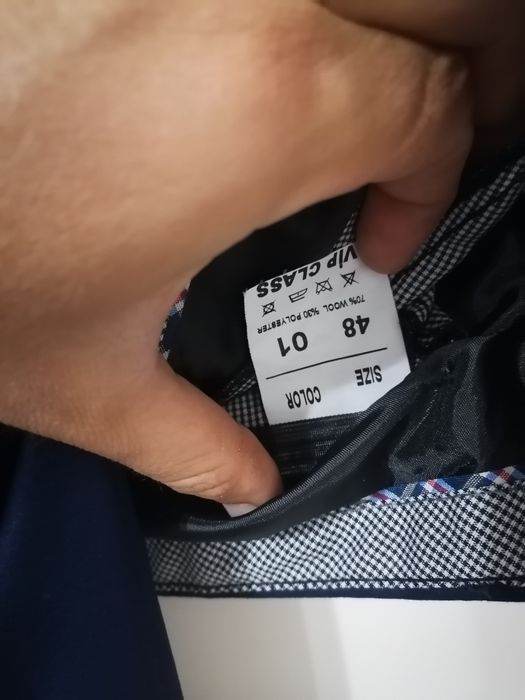 SIZE COLOR
48 01
70% WOOL %30 POLYESTER
VIP CLASS